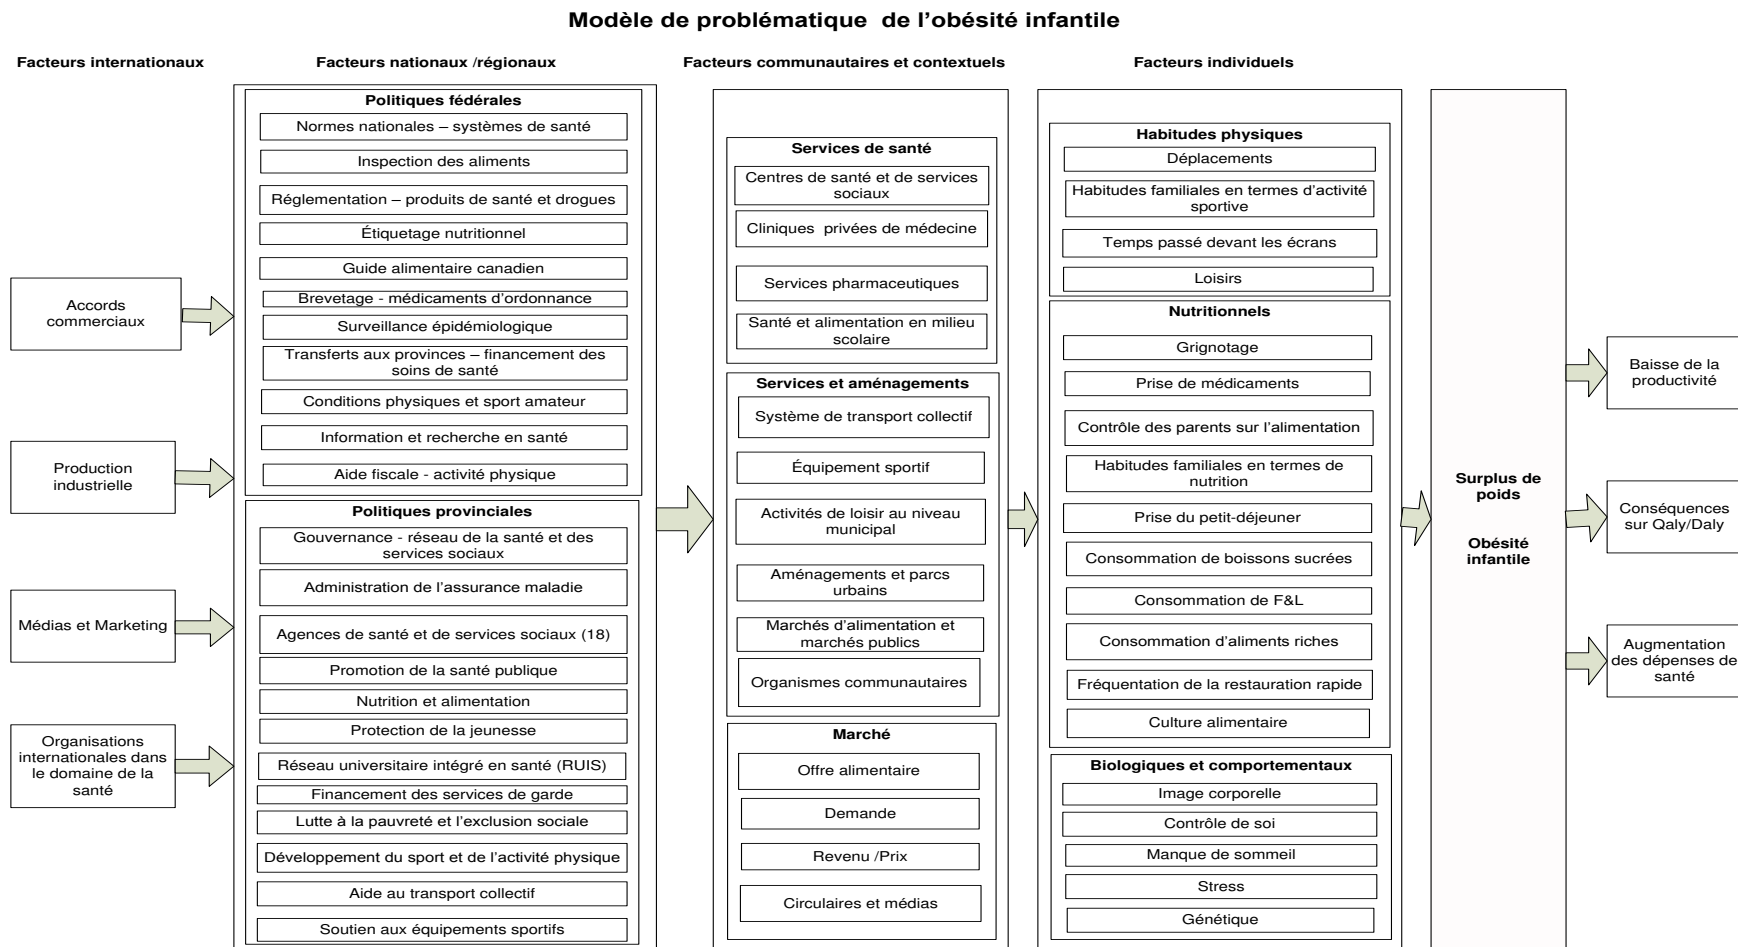 Modèle de problématique de l'obésité infantile
Facteurs internationaux
Facteurs nationaux /régionaux
Facteurs communautaires et contextuels
Facteurs individuels
Accords
commerciaux
Production
industrielle
Médias et Marketing
Organisations
internationales dans
le domaine de la
santé
Politiques fédérales
Normes nationales – systèmes de santé
Inspection des aliments
Réglementation – produits de santé et drogues
Étiquetage nutritionnel
Guide alimentaire canadien
Brevetage - médicaments d'ordonnance
Surveillance épidémiologique
Transferts aux provinces – financement des
soins de santé
Conditions physiques et sport amateur
Information et recherche en santé
Aide fiscale - activité physique
Politiques provinciales
Gouvernance - réseau de la santé et des
services sociaux
Administration de l'assurance maladie
Agences de santé et de services sociaux (18)
Promotion de la santé publique
Nutrition et alimentation
Protection de la jeunesse
Réseau universitaire intégré en santé (RUIS)
Financement des services de garde
Lutte à la pauvreté et l'exclusion sociale
Développement du sport et de l'activité physique
Aide au transport collectif
Soutien aux équipements sportifs
Services de santé
Centres de santé et de services
sociaux
Cliniques privées de médecine
Services pharmaceutiques
Santé et alimentation en milieu
scolaire
Services et aménagements
Système de transport collectif
Équipement sportif
Activités de loisir au niveau
municipal
Aménagements et parcs
urbains
Marchés d'alimentation et
marchés publics
Organismes communautaires
Marché
Offre alimentaire
Demande
Revenu /Prix
Circulaires et médias
Habitudes physiques
Déplacements
Habitudes familiales en termes d'activité
sportive
Temps passé devant les écrans
Loisirs
Nutritionnels
Grignotage
Prise de médicaments
Contrôle des parents sur l'alimentation
Habitudes familiales en termes de
nutrition
Prise du petit-déjeuner
Consommation de boissons sucrées
Consommation de F&L
Consommation d'aliments riches
Fréquentation de la restauration rapide
Culture alimentaire
Biologiques et comportementaux
Image corporelle
Contrôle de soi
Manque de sommeil
Stress
Génétique
Surplus de
poids
Obésité
infantile
Baisse de la
productivité
Conséquences
sur Qaly/Daly
Augmentation
des dépenses de
santé